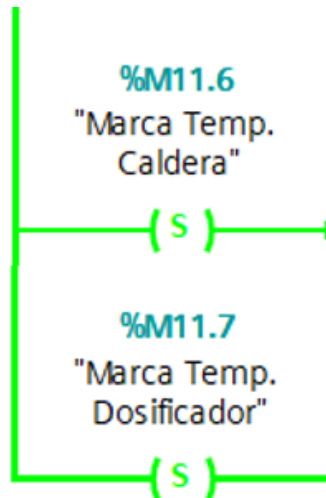 %M11.6
"Marca Temp.
Caldera"
( S )
%M11.7
"Marca Temp.
Dosificador"
( S )